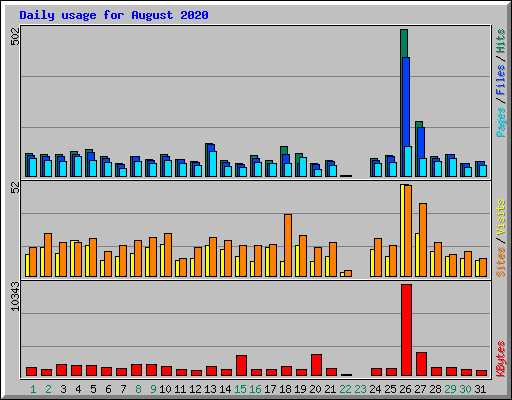 Daily usage for August 2020
502
Pages / Files / Hits
52
Sites / Visits
10343
KBytes
1 2 3 4 5 6 7 8 9 10 11 12 13 14 15 16 17 18 19 20 21 22 23 24 25 26 27 28 29 30 31